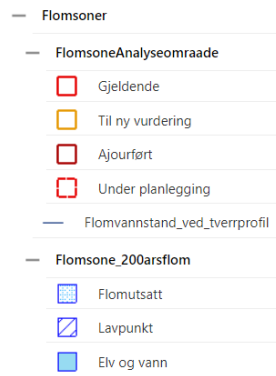 Flomsoner
FlomsoneAnalyseomraade
Gjeldende
Til ny vurdering
Ajourført
Under planlegging
Flomvannstand_ved_tverrprofil
Flomsone_200arsflom
Flomutsatt
Lavpunkt
Elv og vann